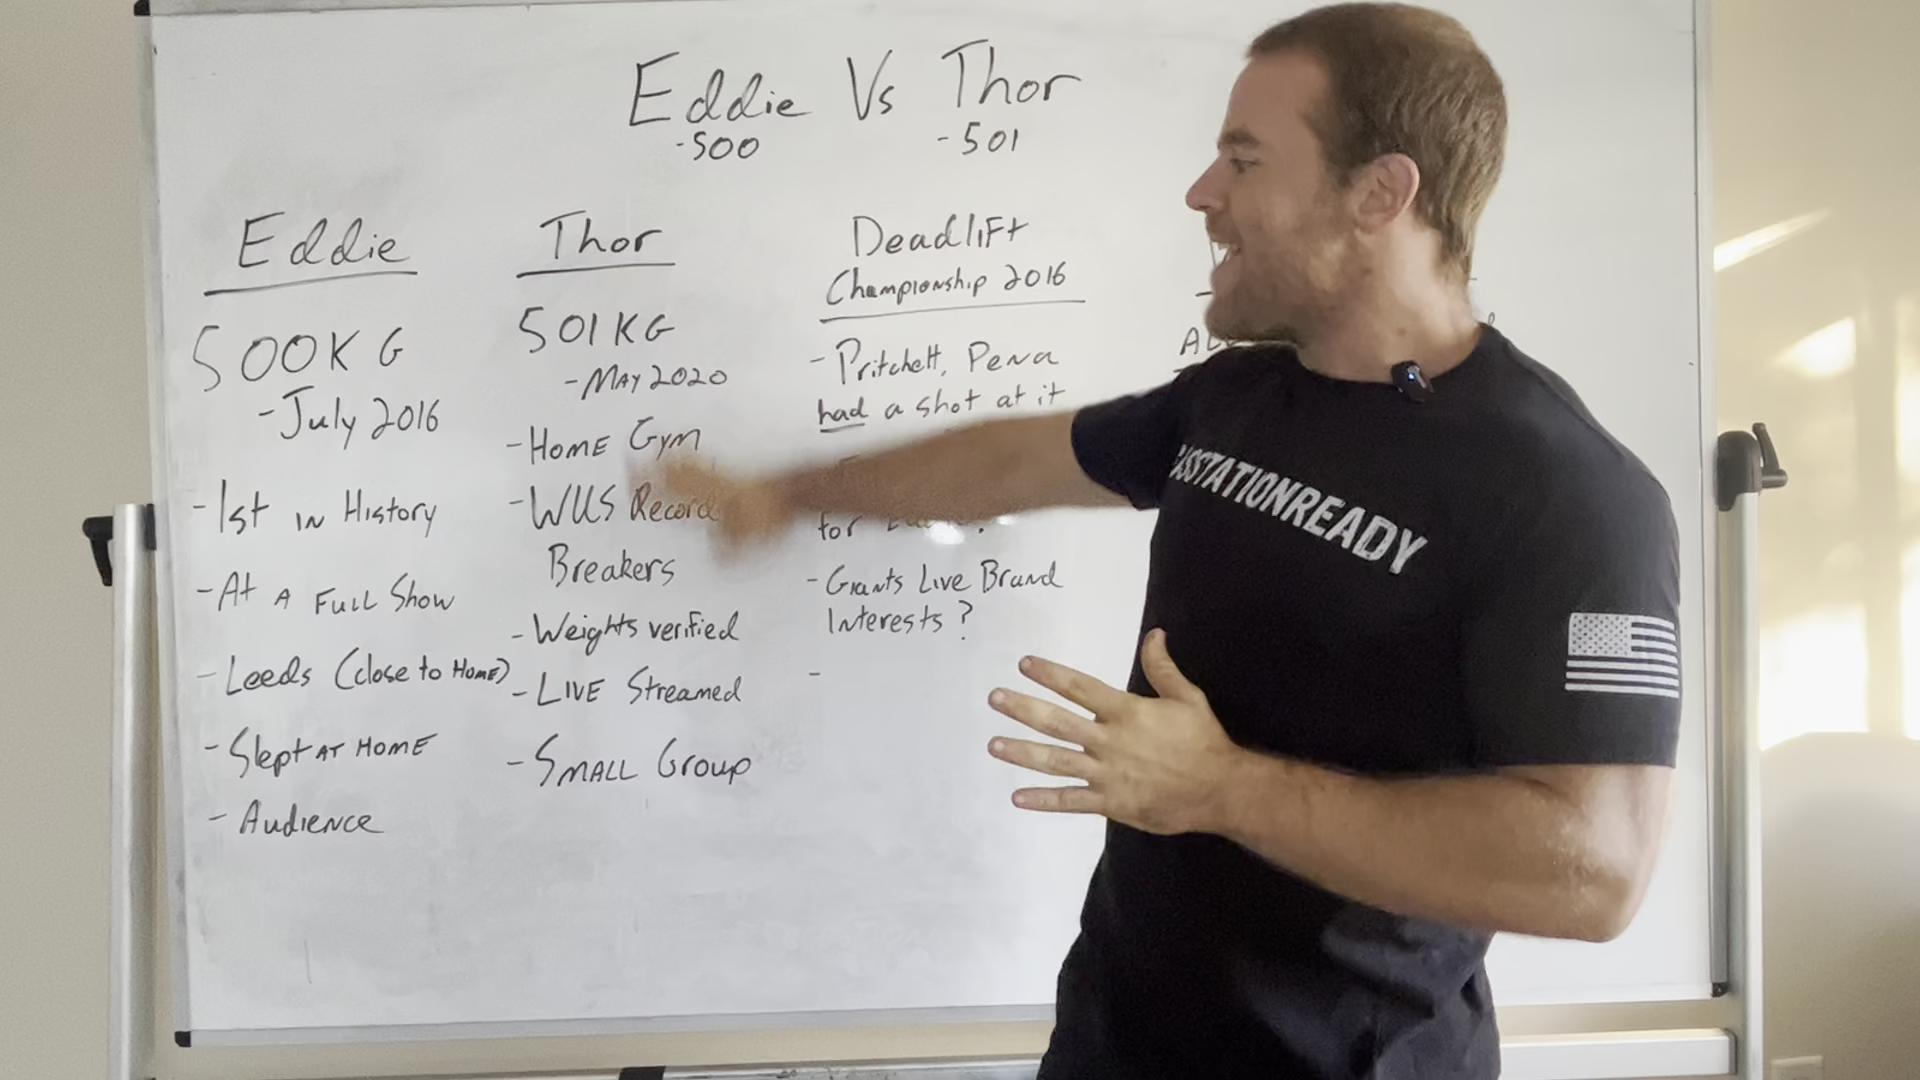 Eddie Vs Thor
-500 -501
Eddie
500KG
-July 2016
-1st in History
-At A Full Show
-Leeds (close to Home)
-Slept at Home
-Audience
Thor
501KG
-May 2020
-Home Gym
-WUS Record
Breakers
-Weights verified
-Live Streamed
-Small Group
Deadlift
Championship 2016
-Pritchett, Pena
had a shot at it
for
-Giants Live Brand
Interests?
-
ASSTATIONREADY